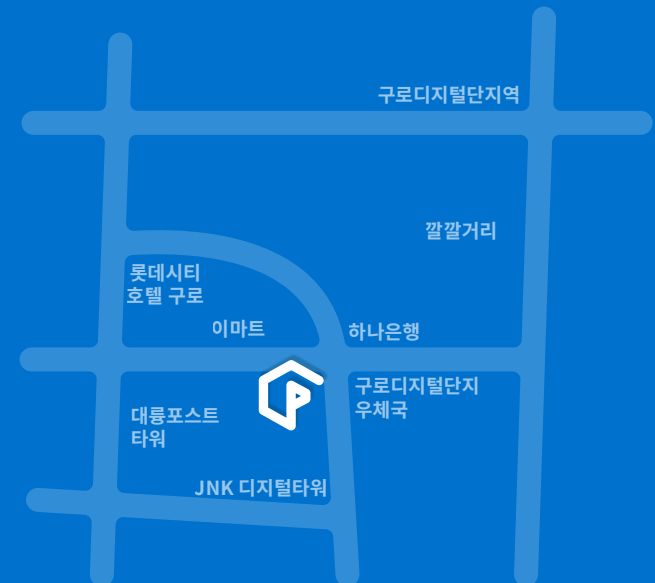 구로디지털단지역
깔깔거리
롯데시티
호텔 구로
이마트
하나은행
구로디지털단지
우체국
대륭포스트
타워
JNK 디지털타워